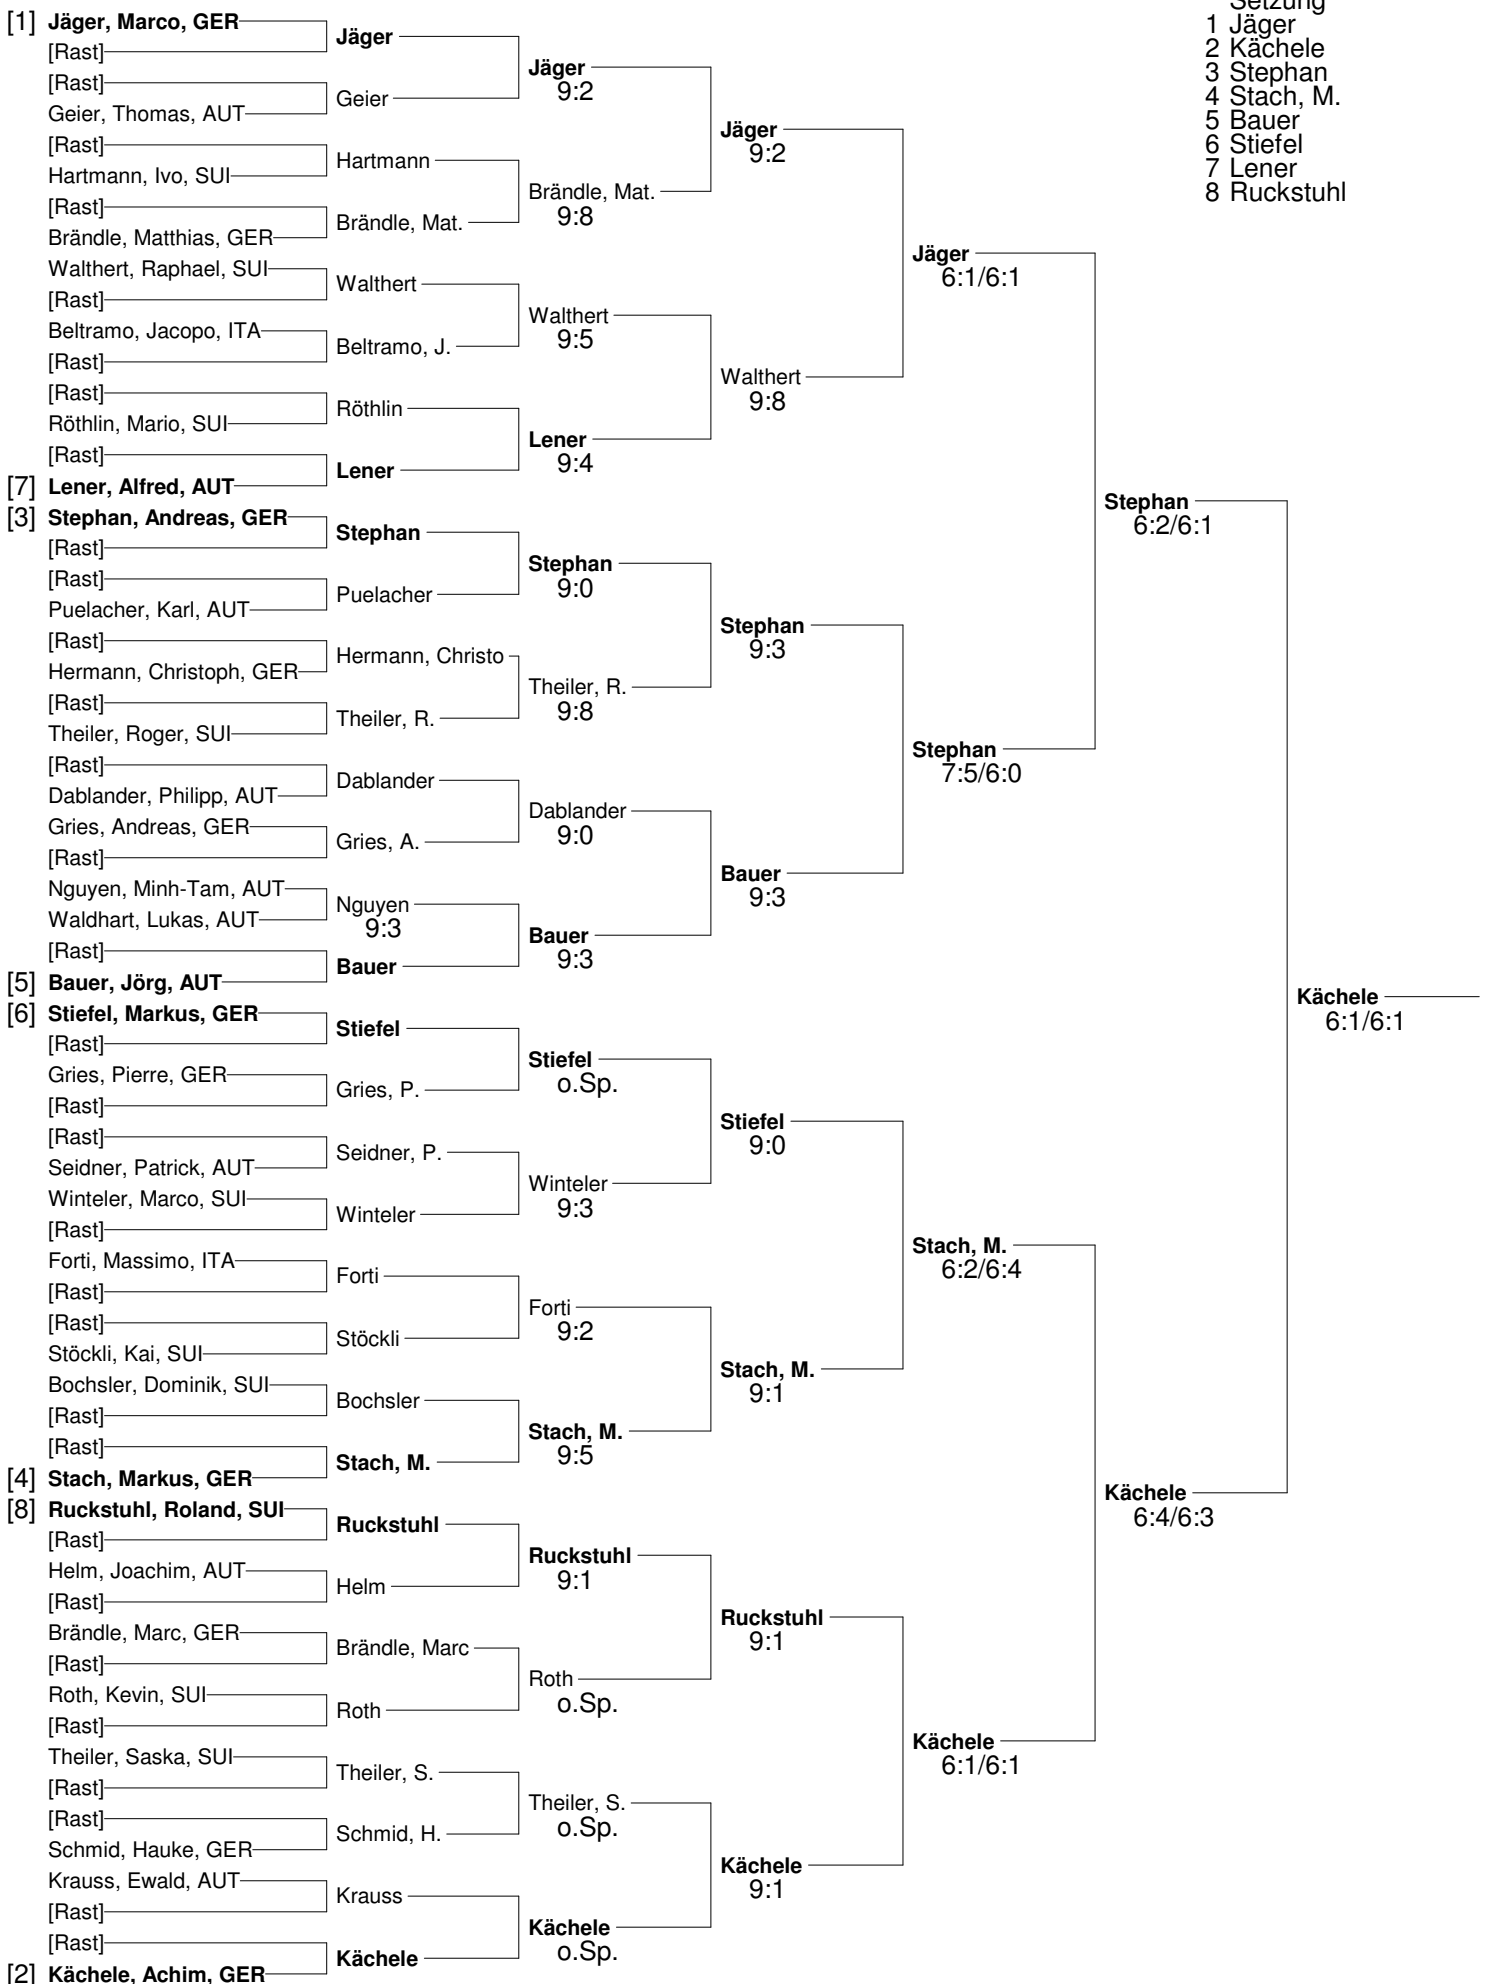 Setzung
1 Jäger
2 Kächele
3 Stephan
4 Stach, M.
5 Bauer
6 Stiefel
7 Lener
8 Ruckstuhl
[1] Jäger, Marco, GER
[Rast]
[Rast]
Geier, Thomas, AUT
[Rast]
Hartmann, Ivo, SUI
[Rast]
Brändle, Matthias, GER
Walthert, Raphael, SUI
[Rast]
Beltramo, Jacopo, ITA
[Rast]
[Rast]
Röthlin, Mario, SUI
[Rast]
[7] Lener, Alfred, AUT
[3] Stephan, Andreas, GER
[Rast]
[Rast]
Puelacher, Karl, AUT
[Rast]
Hermann, Christoph, GER
[Rast]
Theiler, Roger, SUI
[Rast]
Dablander, Philipp, AUT
Gries, Andreas, GER
[Rast]
Nguyen, Minh-Tam, AUT
Waldhart, Lukas, AUT
[Rast]
[5] Bauer, Jörg, AUT
[6] Stiefel, Markus, GER
[Rast]
Gries, Pierre, GER
[Rast]
[Rast]
Seidner, Patrick, AUT
Winteler, Marco, SUI
[Rast]
Forti, Massimo, ITA
[Rast]
[Rast]
Stöckli, Kai, SUI
Bochsler, Dominik, SUI
[Rast]
[Rast]
[4] Stach, Markus, GER
[8] Ruckstuhl, Roland, SUI
[Rast]
Helm, Joachim, AUT
[Rast]
Brändle, Marc, GER
[Rast]
Roth, Kevin, SUI
[Rast]
Theiler, Saska, SUI
[Rast]
[Rast]
Schmid, Hauke, GER
Krauss, Ewald, AUT
[Rast]
[Rast]
[2] Kächele, Achim, GER
Jäger
Geier
Hartmann
Brändle, Mat.
Walthert
Beltramo, J.
Röthlin
Lener
Stephan
Puelacher
Hermann, Christo
Theiler, R.
Dablander
Gries, A.
Nguyen
9:3
Bauer
Stiefel
Gries, P.
Seidner, P.
Winteler
Forti
Stöckli
Bochsler
Stach, M.
Ruckstuhl
Helm
Brändle, Marc
Roth
Theiler, S.
Schmid, H.
Krauss
Kächele
Jäger
9:2
Brändle, Mat.
9:8
Walthert
9:5
Lener
9:4
Stephan
9:0
Theiler, R.
9:8
Dablander
9:0
Bauer
9:3
Stiefel
o.Sp.
Winteler
9:3
Forti
9:2
Stach, M.
9:5
Ruckstuhl
9:1
Roth
o.Sp.
Theiler, S.
o.Sp.
Kächele
o.Sp.
Jäger
9:2
Walthert
9:8
Stephan
9:3
Bauer
9:3
Stiefel
9:0
Stach, M.
9:1
Ruckstuhl
9:1
Kächele
9:1
Jäger
6:1/6:1
Stephan
7:5/6:0
Stach, M.
6:2/6:4
Kächele
6:1/6:1
Stephan
6:2/6:1
Kächele
6:4/6:3
Kächele
6:1/6:1